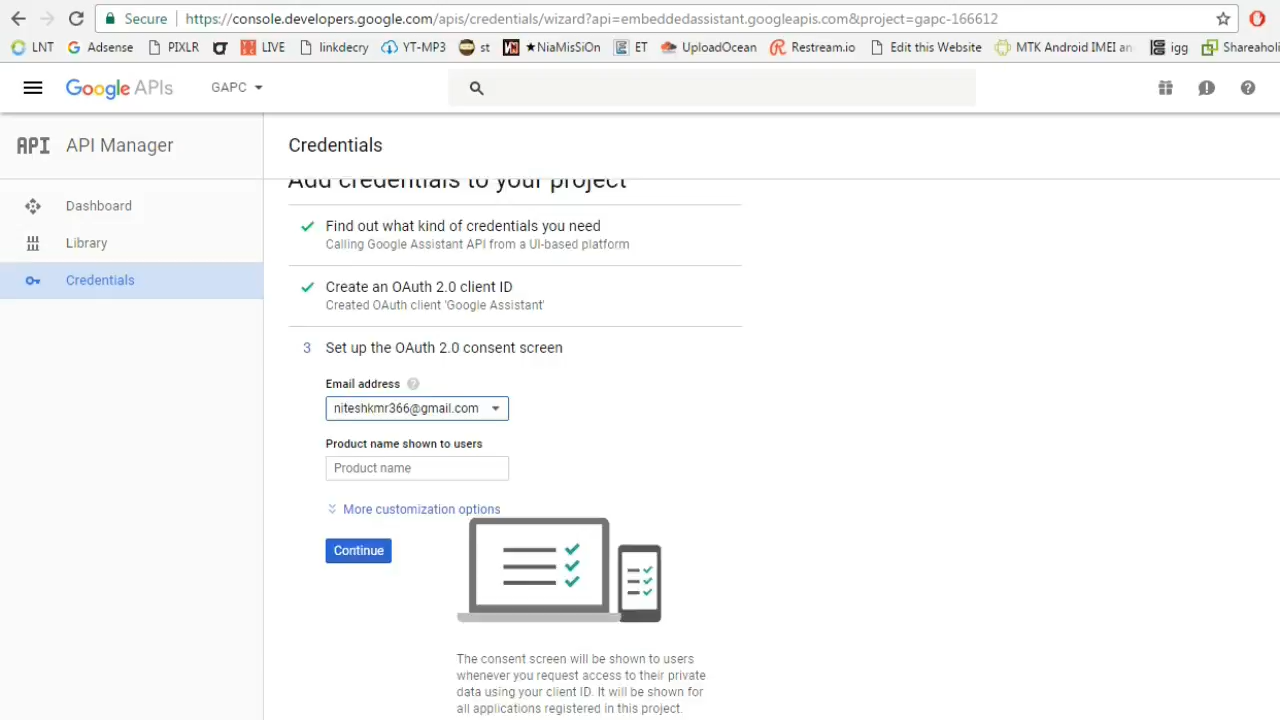 Secure
https://console.developers.google.com/apis/credentials/wizard?api=embeddedassistant.googleapis.com&project=gapc-166612
LNT Adsense PIXLR LIVE linkdecry YT-MP3 st ★NiaMisSiOn ET UploadOcean Restream.io Edit this Website MTK Android IMEI an igg Shareaholi
Google APIs GAPC
API API Manager
Credentials
Dashboard
Library
Credentials
Add credentials to your project
Find out what kind of credentials you need
Calling Google Assistant API from a UI-based platform
Create an OAuth 2.0 client ID
Created OAuth client 'Google Assistant'
3 Set up the OAuth 2.0 consent screen
Email address ?
niteshkmr366@gmail.com
Product name shown to users
Product name
More customization options
Continue
The consent screen will be shown to users
whenever you request access to their private
data using your client ID. It will be shown for
all applications registered in this project.